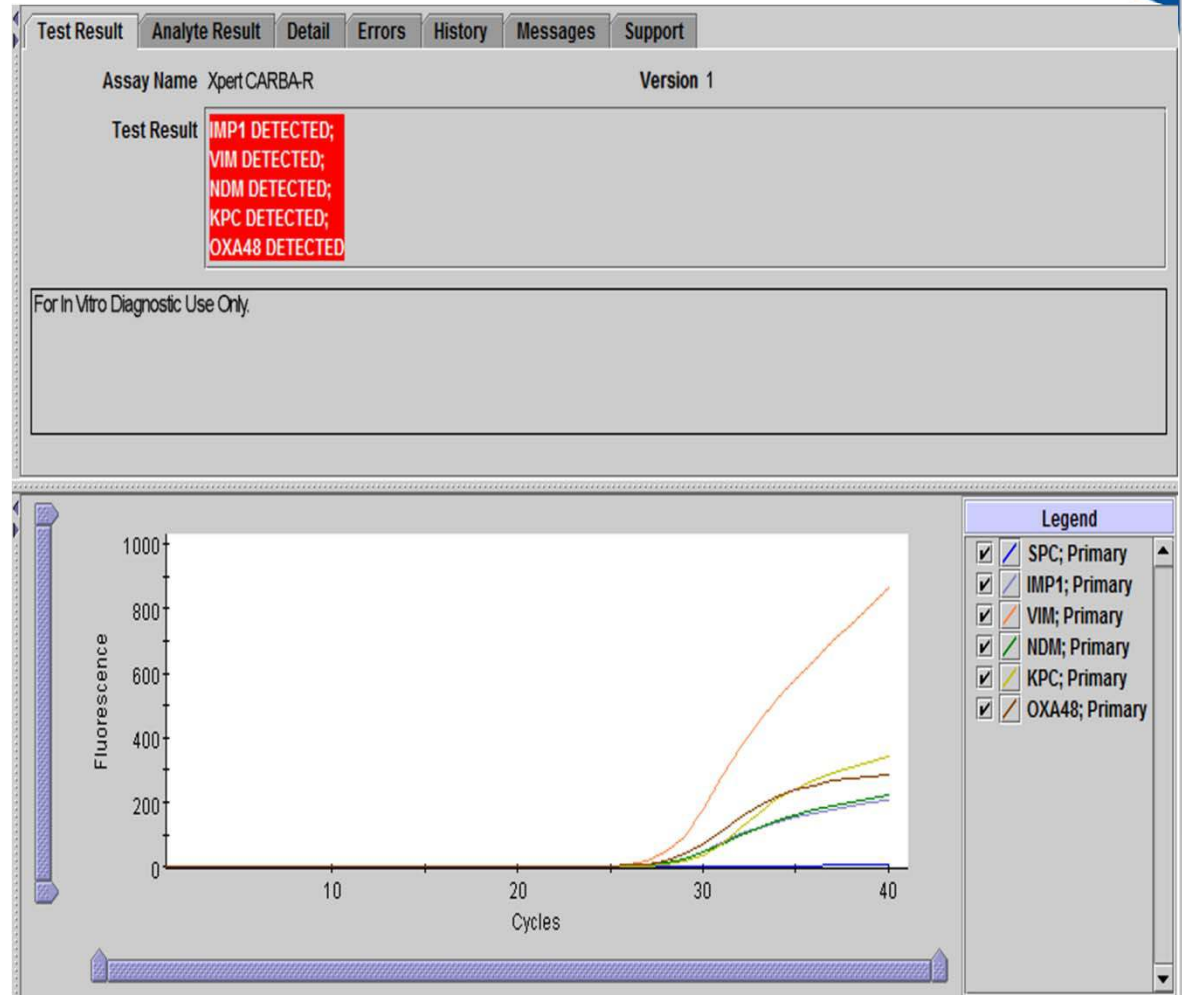 Test Result Analyte Result Detail Errors History Messages Support
Assay Name Xpert CARBA-R Version 1
Test Result IMP1 DETECTED;
VIM DETECTED;
NDM DETECTED;
KPC DETECTED;
OXA48 DETECTED
For In Vitro Diagnostic Use Only.
Legend
SPC; Primary
IMP1; Primary
VIM; Primary
NDM; Primary
KPC; Primary
OXA48; Primary
Fluorescence
1000
800
600
400
200
0
10 20 30 40
Cycles